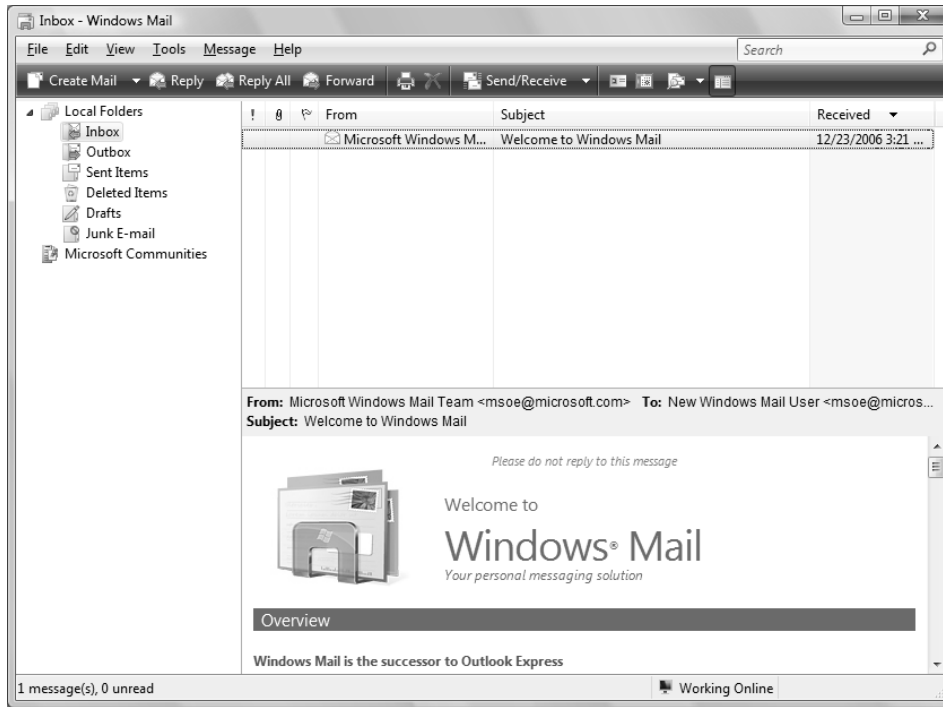 Inbox - Windows Mail
File Edit View Tools Message Help
Search
Create Mail Reply Reply All Forward Send/Receive
Local Folders
Inbox
Outbox
Sent Items
Deleted Items
Drafts
Junk E-mail
Microsoft Communities
! From Subject Received
Microsoft Windows M... Welcome to Windows Mail 12/23/2006 3:21 ...
From: Microsoft Windows Mail Team <msoe@microsoft.com> To: New Windows Mail User <msoe@micros...
Subject: Welcome to Windows Mail
Please do not reply to this message
Welcome to
Windows® Mail
Your personal messaging solution
Overview
Windows Mail is the successor to Outlook Express
1 message(s), 0 unread
Working Online